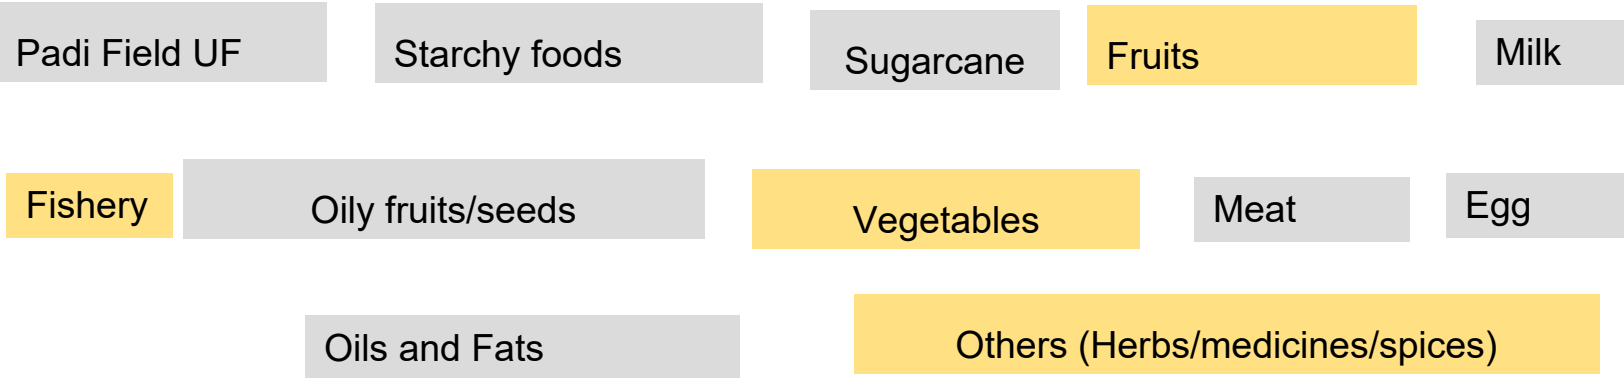 Padi Field UF
Starchy foods
Sugarcane
Fruits
Milk
Fishery
Oily fruits/seeds
Vegetables
Meat
Egg
Oils and Fats
Others (Herbs/medicines/spices)